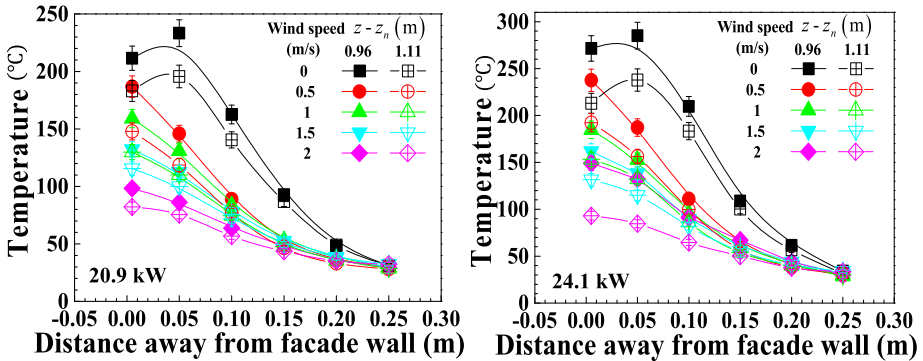 250
200
150
100
50
0
Temperature (°C)
Wind speed z - zₙ (m)
(m/s) 0.96 1.11
0
0.5
1
1.5
2
20.9 kW
-0.05 0.00 0.05 0.10 0.15 0.20 0.25 0.30
Distance away from facade wall (m)
300
250
200
150
100
50
0
Temperature (°C)
Wind speed z - zₙ (m)
(m/s) 0.96 1.11
0
0.5
1
1.5
2
24.1 kW
-0.05 0.00 0.05 0.10 0.15 0.20 0.25 0.30
Distance away from facade wall (m)